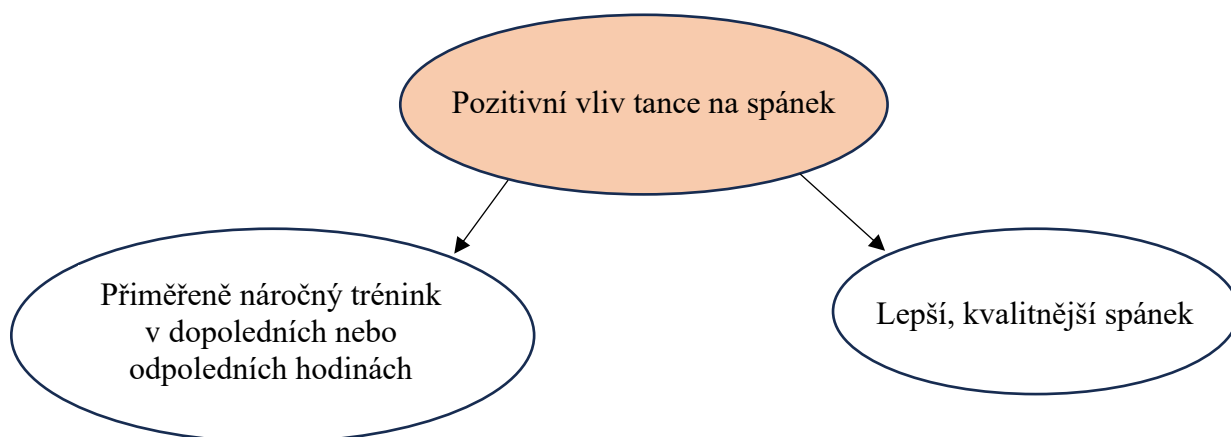 Pozitivní vliv tance na spánek
Přiměřeně náročný trénink
v dopoledních nebo
odpoledních hodinách
Lepší, kvalitnější spánek